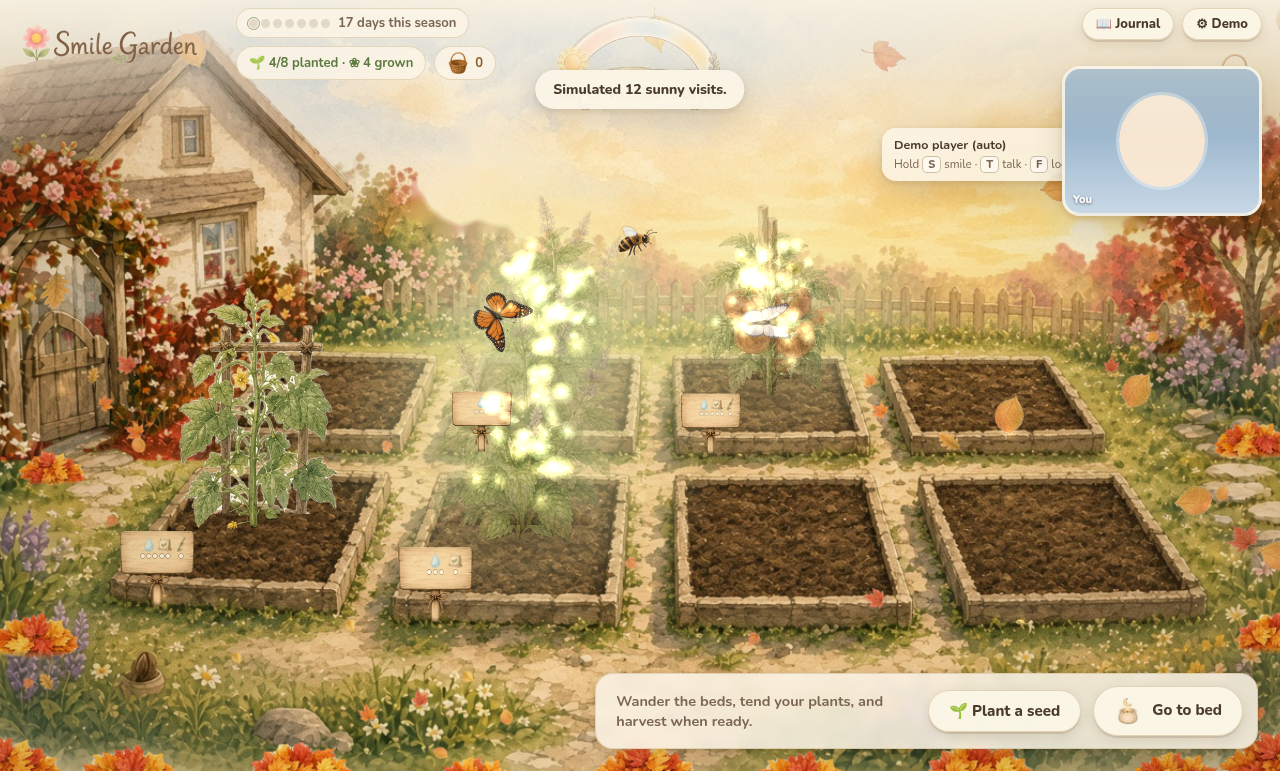 Smile Garden
17 days this season
4/8 planted · 4 grown
0
Journal
Demo
Simulated 12 sunny visits.
Demo player (auto)
Hold S smile · T talk · F
You
Wander the beds, tend your plants, and
harvest when ready.
Plant a seed
Go to bed